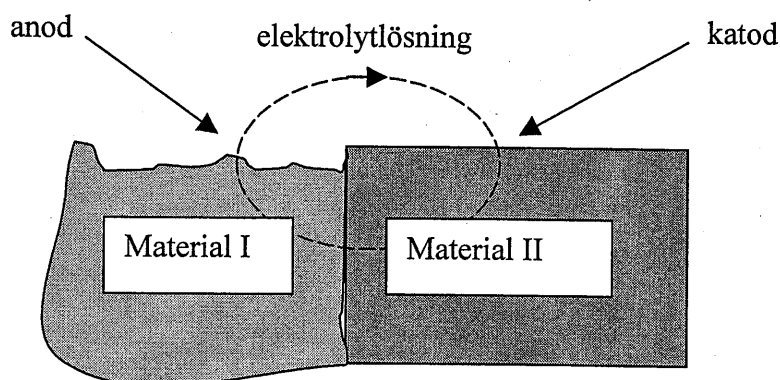 anod
elektrolytlösning
katod
Material I
Material II